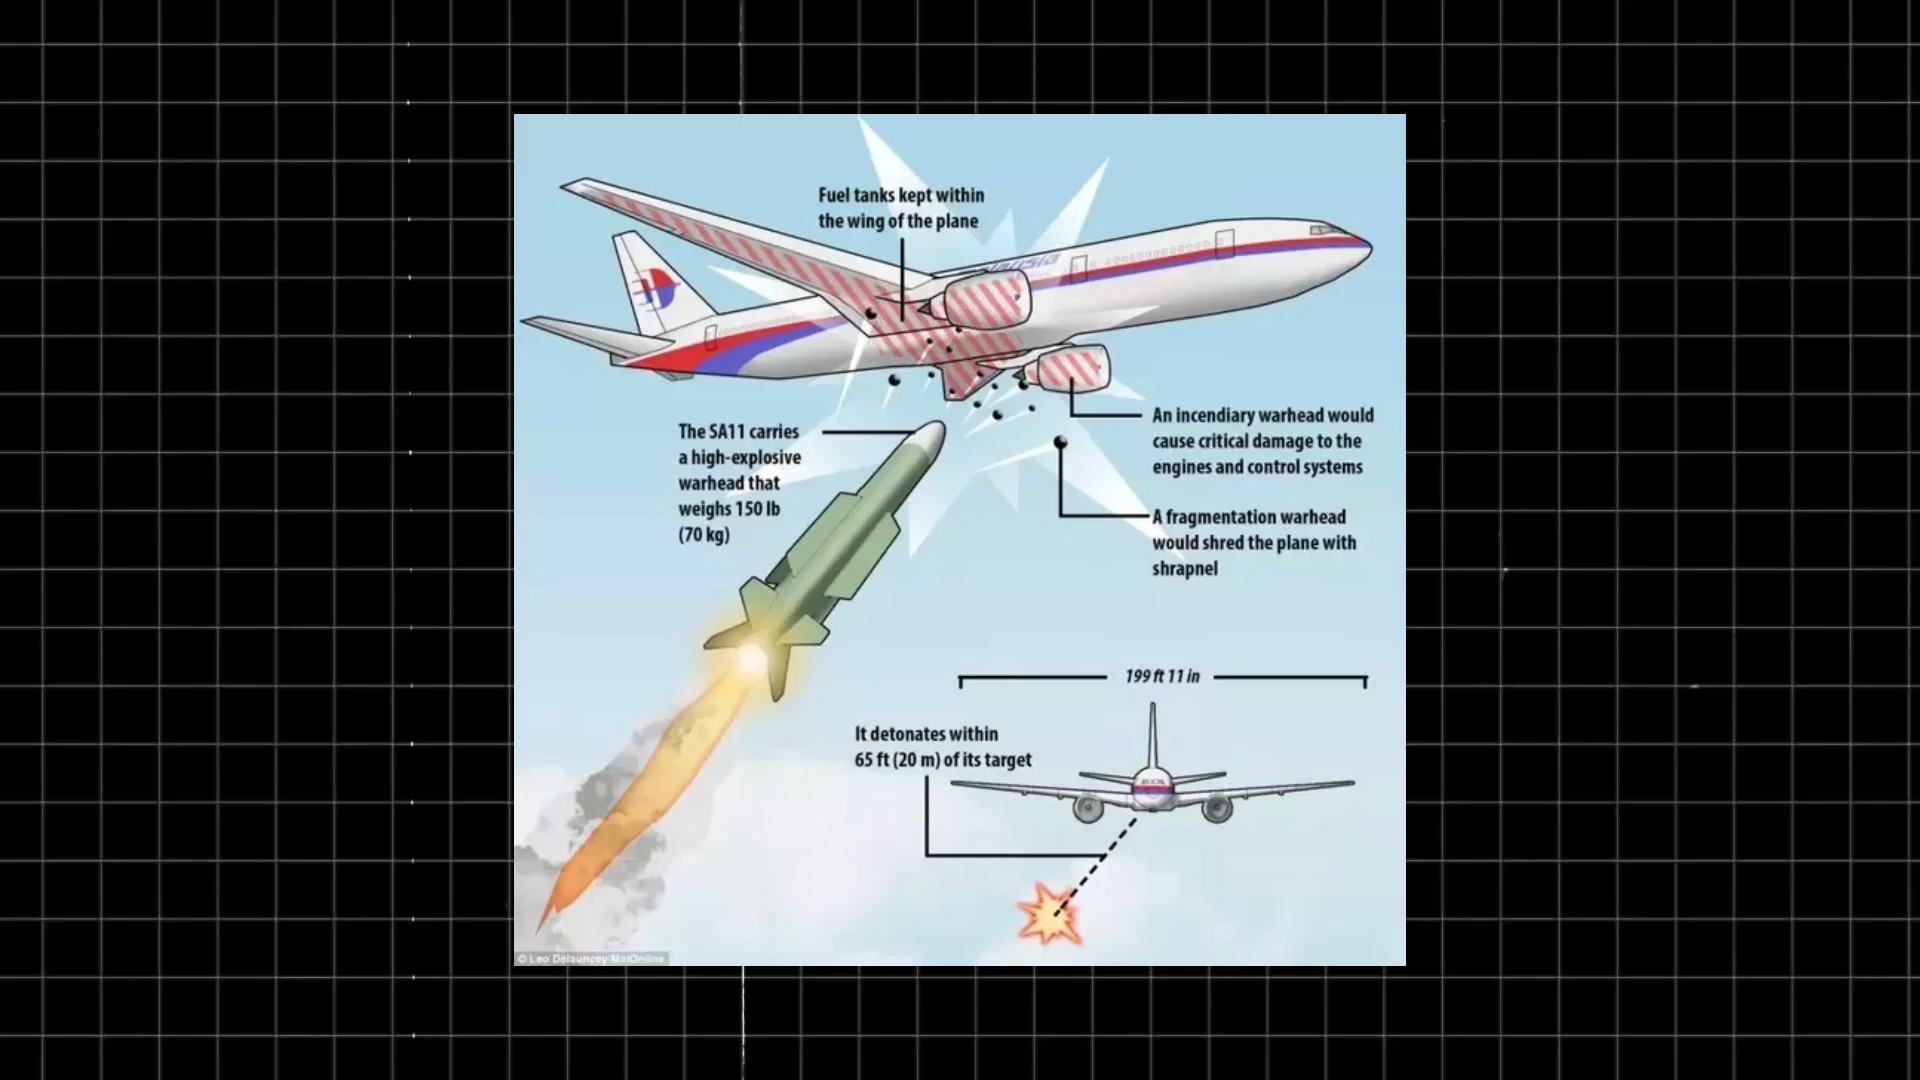 Fuel tanks kept within
the wing of the plane
The SA11 carries
a high-explosive
warhead that
weighs 150 lb
(70 kg)
An incendiary warhead would
cause critical damage to the
engines and control systems
A fragmentation warhead
would shred the plane with
shrapnel
199 ft 11 in
It detonates within
65 ft (20 m) of its target
© Leo Delauncey/MailOnline